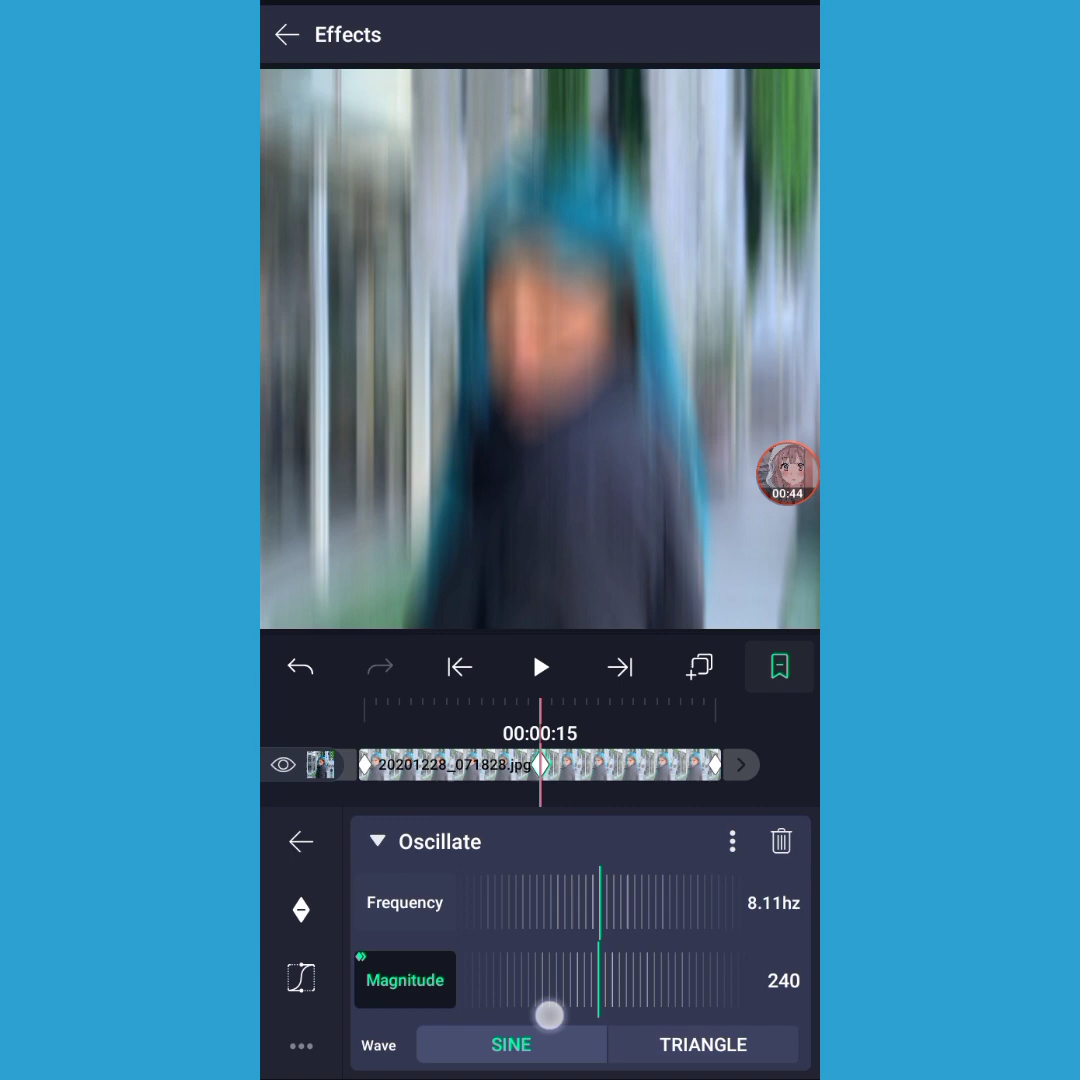 Effects
00:44
00:00:15
20201228_071828.jpg
Oscillate
Frequency
8.11hz
Magnitude
240
Wave
SINE
TRIANGLE